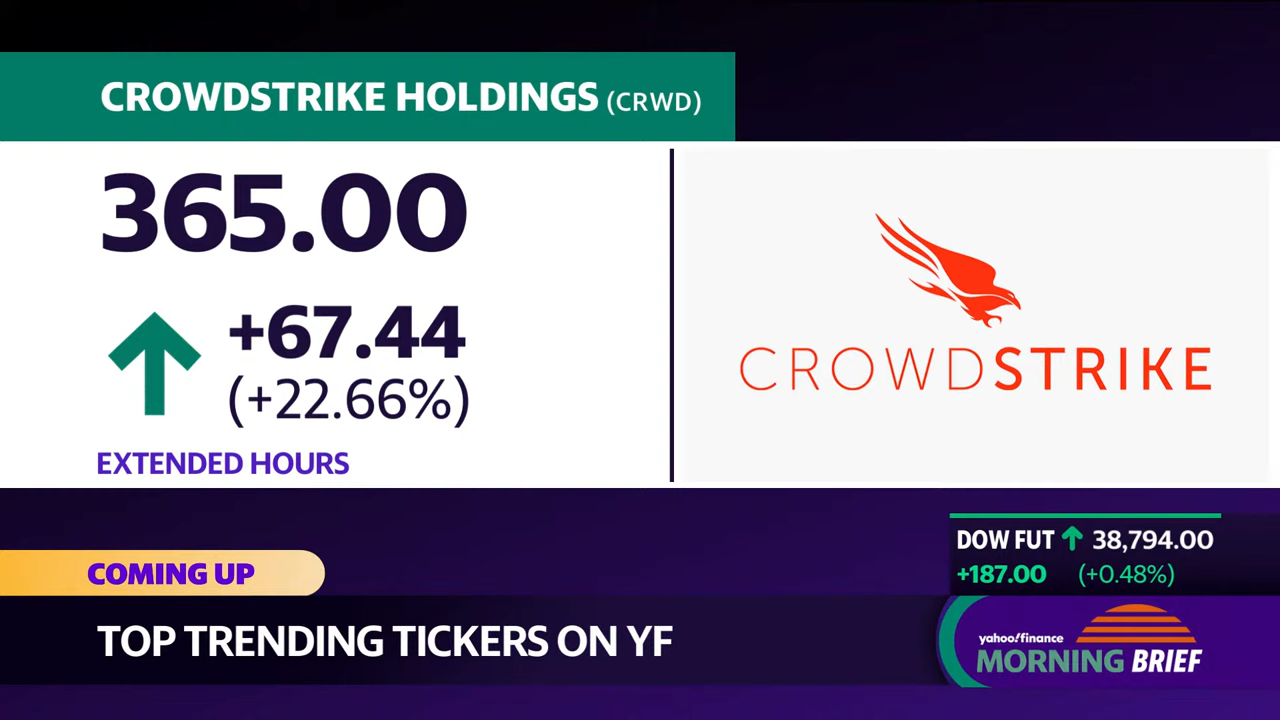 CROWDSTRIKE HOLDINGS (CRWD)
365.00
+67.44
(+22.66%)
EXTENDED HOURS
CROWDSTRIKE
COMING UP
TOP TRENDING TICKERS ON YF
DOW FUT 38,794.00
+187.00 (+0.48%)
yahoo!finance
MORNING BRIEF